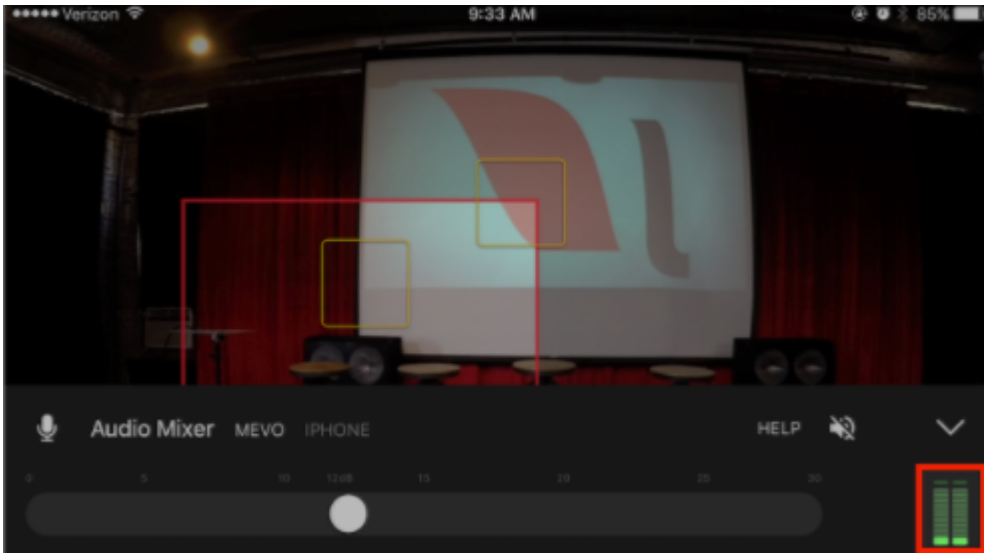 Verizon 9:33 AM 85%
Audio Mixer MEVO IPHONE HELP
0 5 10 12dB 15 20 25 30